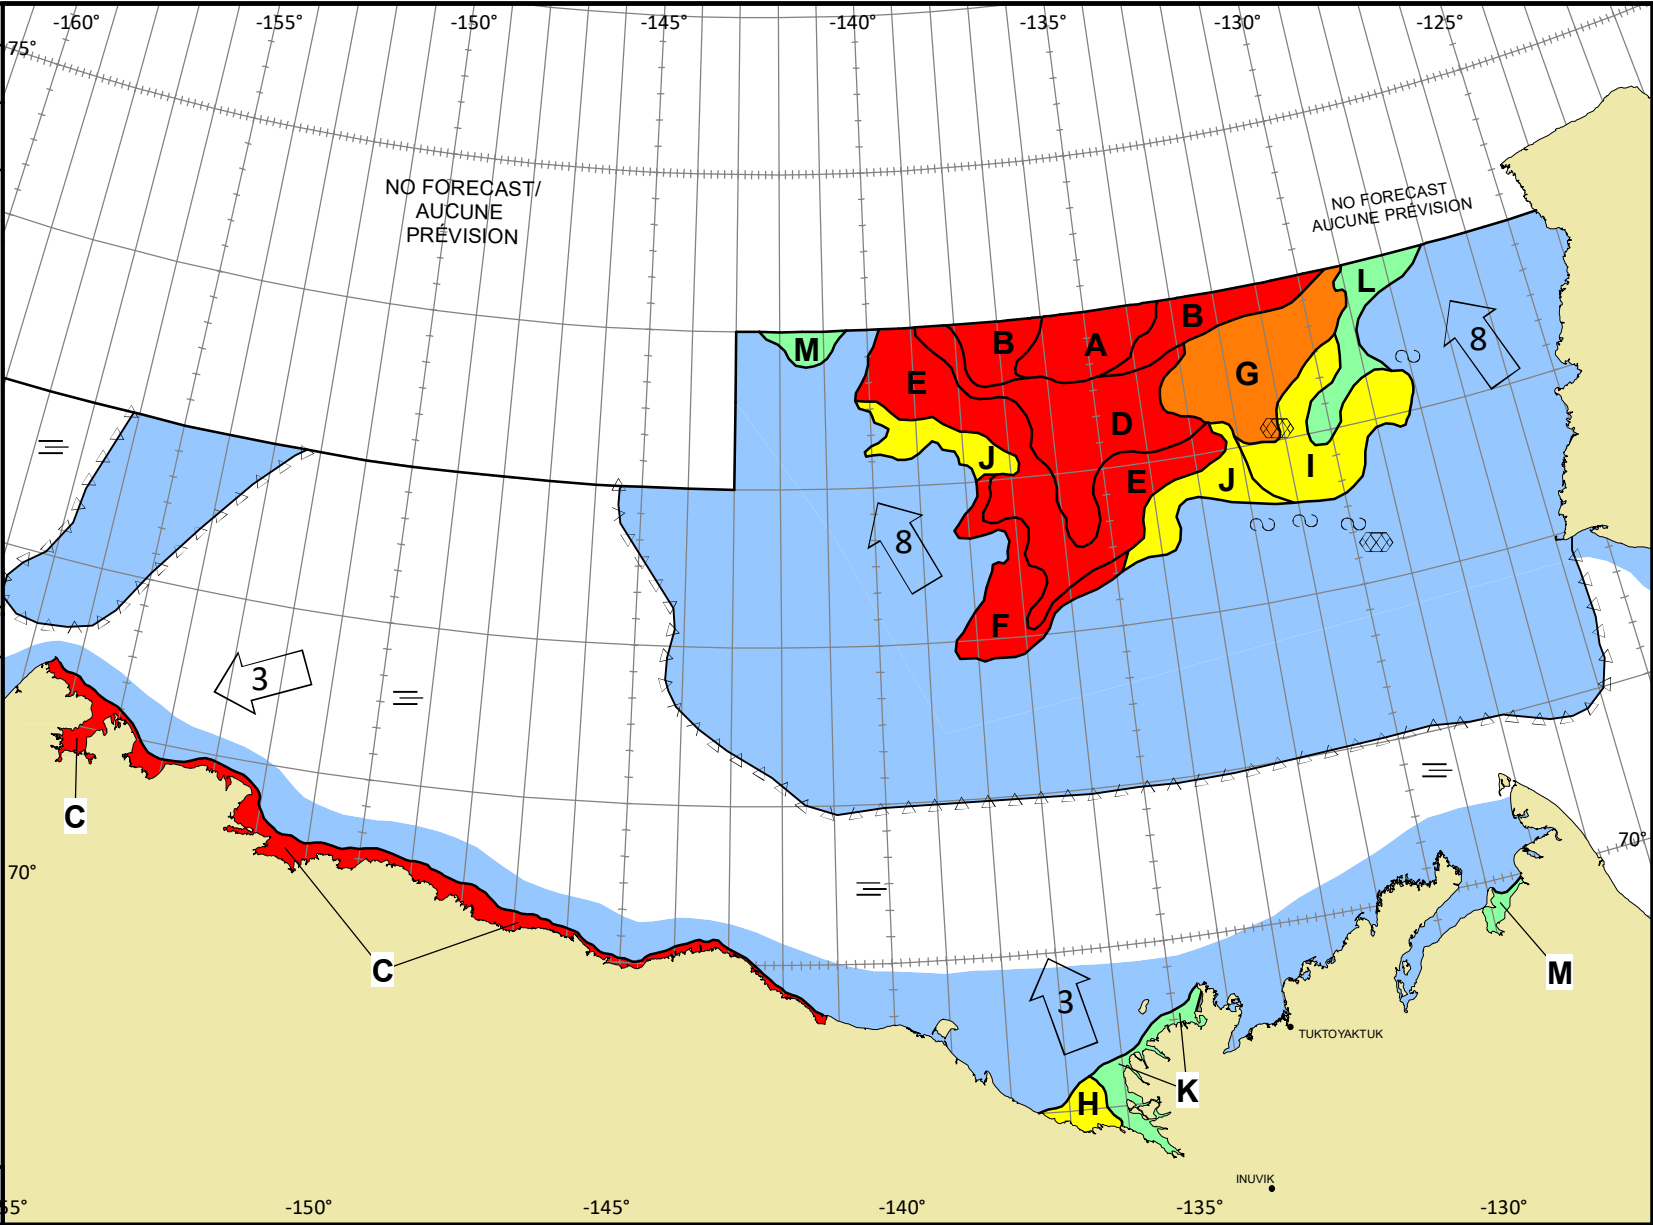 -160°
-155°
-150°
-145°
-140°
-135°
-130°
-125°
75°
NO FORECAST/
AUCUNE
PRÉVISION
NO FORECAST
AUCUNE PRÉVISION
L
B
M
B
A
8
G
E
D
J
I
E
J
8
F
3
C
70°
70°
C
M
3
TUKTOYAKTUK
K
H
INUVIK
55°
-150°
-145°
-140°
-135°
-130°